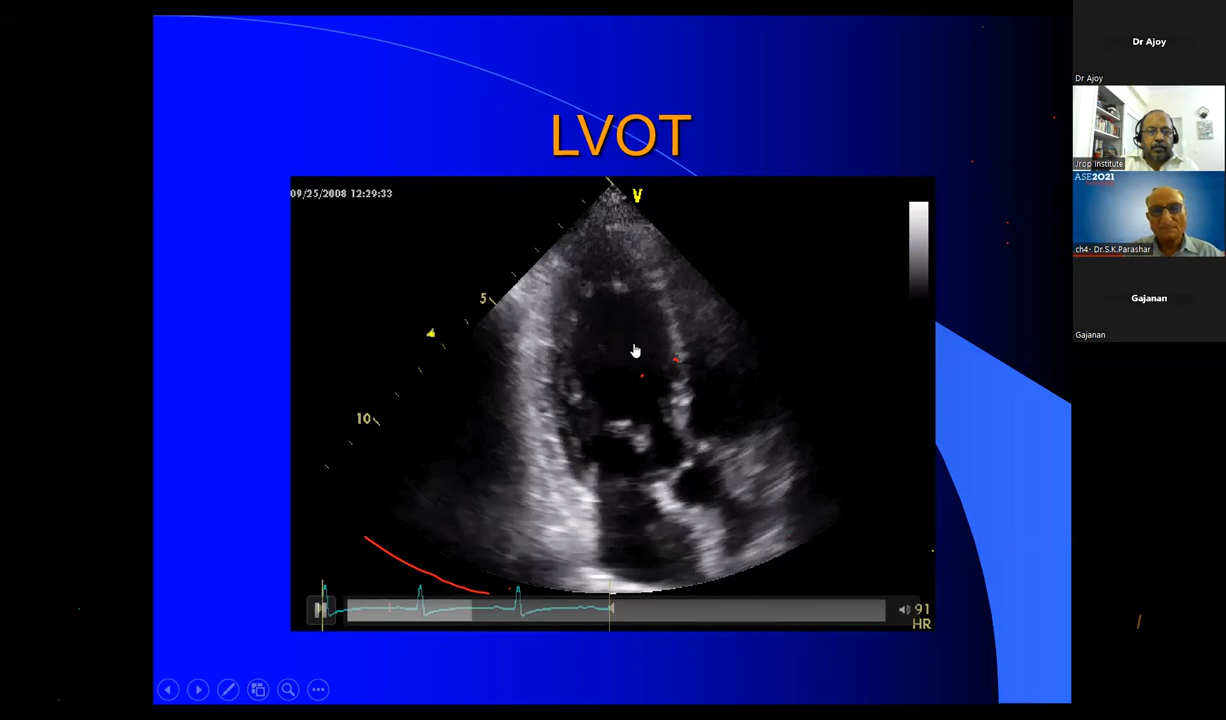 LVOT
09/25/2008 12:29:33
V
5
10
91
HR
Dr Ajoy
Dr Ajoy
Jrop Institute
ASE2021
ch4- Dr.S.K.Parashar
Gajanan
Gajanan